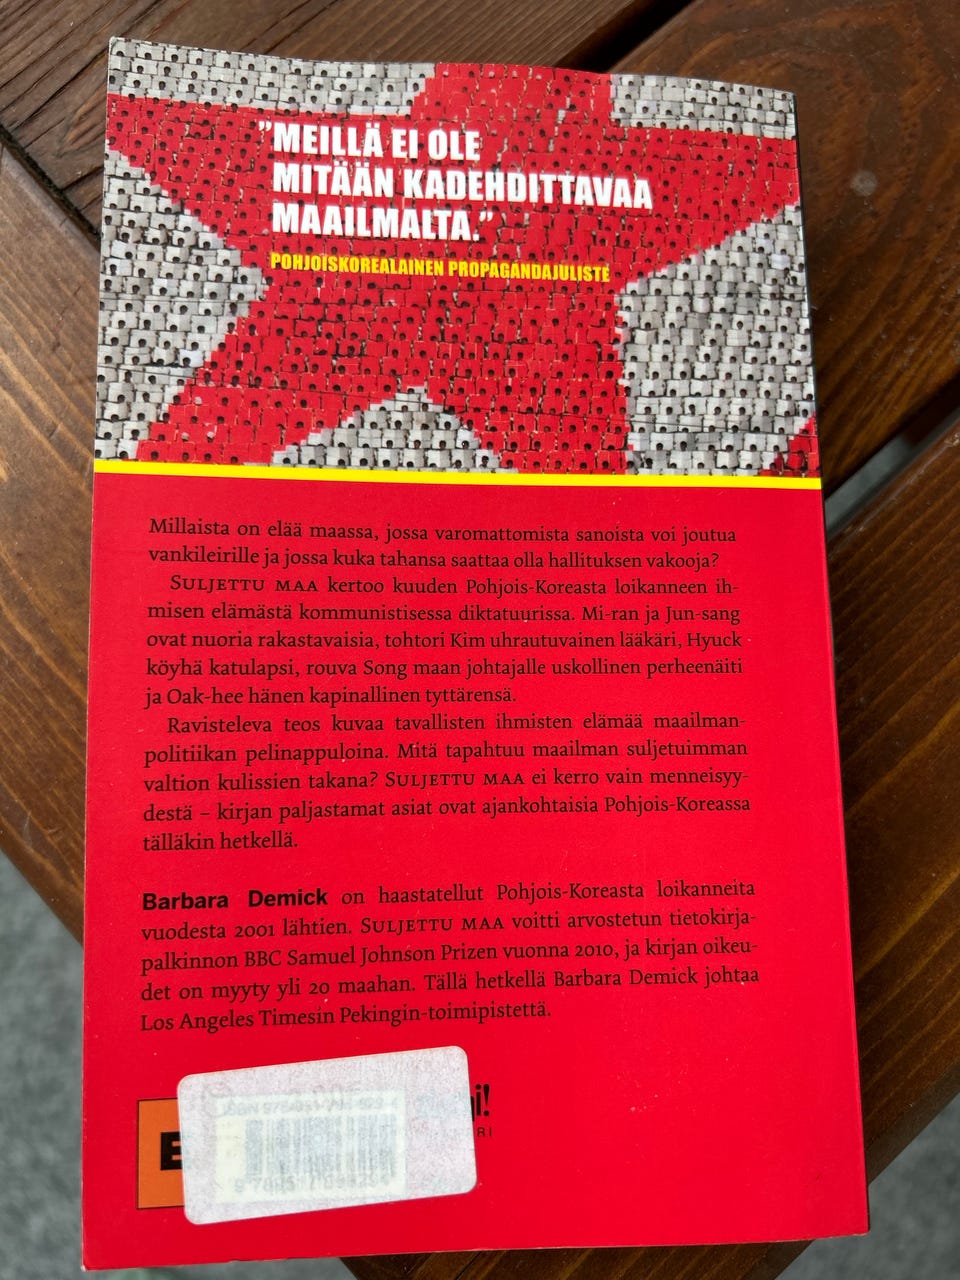 ”MEILLÄ EI OLE
MITÄÄN KADEHDITTAVAA
MAAILMALTA.”
POHJOISKOREALAINEN PROPAGANDAJULISTE
Millaista on elää maassa, jossa varomattomista sanoista voi joutua
vankileirille ja jossa kuka tahansa saattaa olla hallituksen vakooja?
SULJETTU MAA kertoo kuuden Pohjois-Koreasta loikanneen ih-
misen elämästä kommunistisessa diktatuurissa. Mi-ran ja Jun-sang
ovat nuoria rakastavaisia, tohtori Kim uhrautuvainen lääkäri, Hyuck
köyhä katulapsi, rouva Song maan johtajalle uskollinen perheenäiti
ja Oak-hee hänen kapinallinen tyttärensä.
Ravisteleva teos kuvaa tavallisten ihmisten elämää maailman-
politiikan pelinappuloina. Mitä tapahtuu maailman suljetuimman
valtion kulissien takana? SULJETTU MAA ei kerro vain menneisyy-
destä – kirjan paljastamat asiat ovat ajankohtaisia Pohjois-Koreassa
tälläkin hetkellä.
Barbara Demick on haastatellut Pohjois-Koreasta loikanneita
vuodesta 2001 lähtien. SULJETTU MAA voitti arvostetun tietokirja-
palkinnon BBC Samuel Johnson Prizen vuonna 2010, ja kirjan oikeu-
det on myyty yli 20 maahan. Tällä hetkellä Barbara Demick johtaa
Los Angeles Timesin Pekingin-toimipistettä.
ISBN